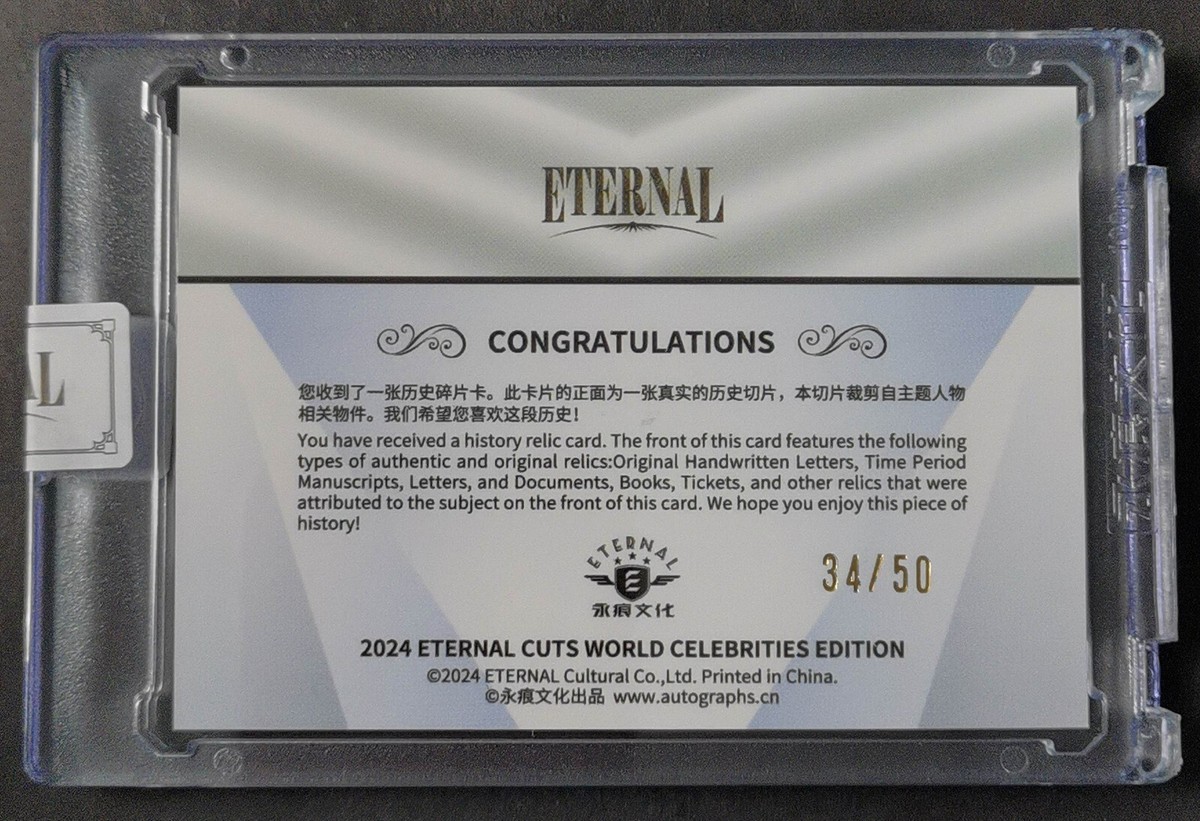 ETERNAL
CONGRATULATIONS
您收到了一张历史碎片卡。此卡片的正面为一张真实的历史切片，本切片裁剪自主题人物
相关物件。我们希望您喜欢这段历史!
You have received a history relic card. The front of this card features the following
types of authentic and original relics:Original Handwritten Letters, Time Period
Manuscripts, Letters, and Documents, Books, Tickets, and other relics that were
attributed to the subject on the front of this card. We hope you enjoy this piece of
history!
ETERNAL
永痕文化
34/50
2024 ETERNAL CUTS WORLD CELEBRITIES EDITION
©2024 ETERNAL Cultural Co.,Ltd. Printed in China.
©永痕文化出品 www.autographs.cn
AL
永痕文化